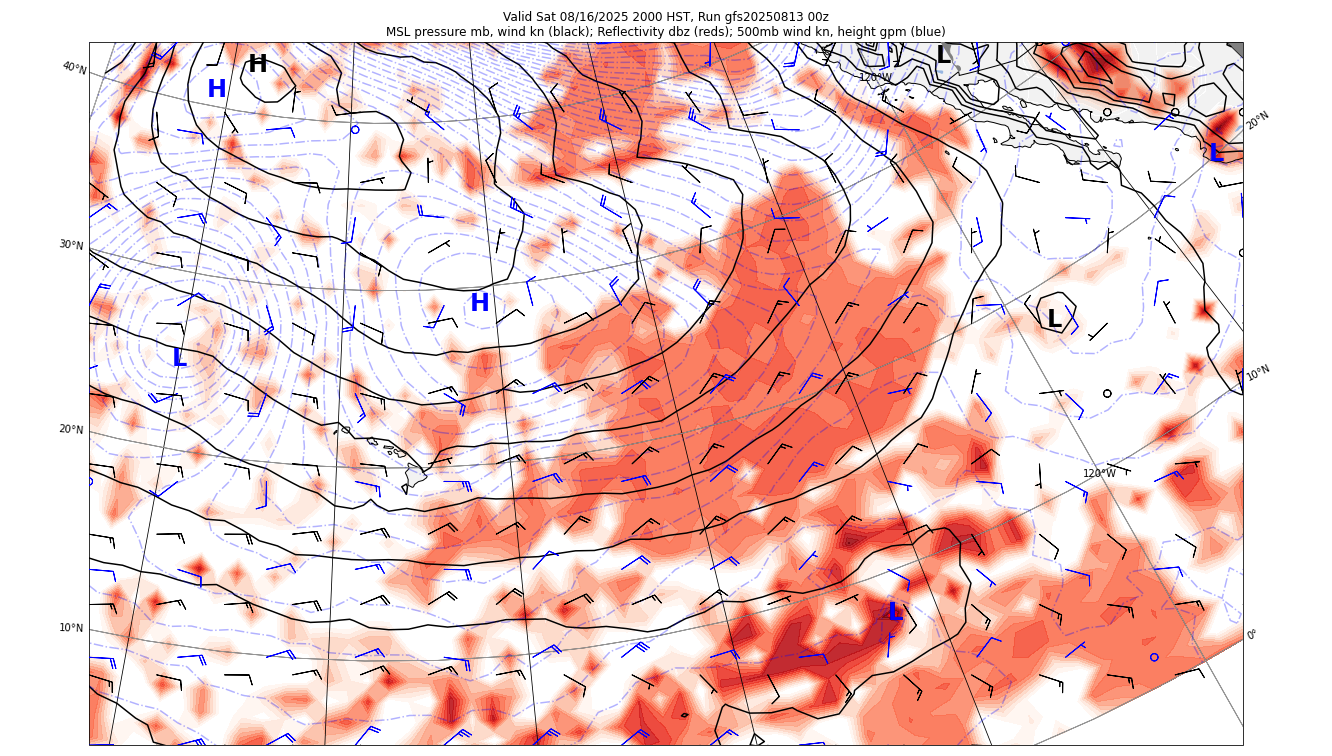 Valid Sat 08/16/2025 2000 HST, Run gfs20250813 00z
MSL pressure mb, wind kn (black); Reflectivity dbz (reds); 500mb wind kn, height gpm (blue)
H
L
40°N
120°W
H
20°N
L
30°N
H
L
L
10°N
20°N
120°W
L
10°N
0°